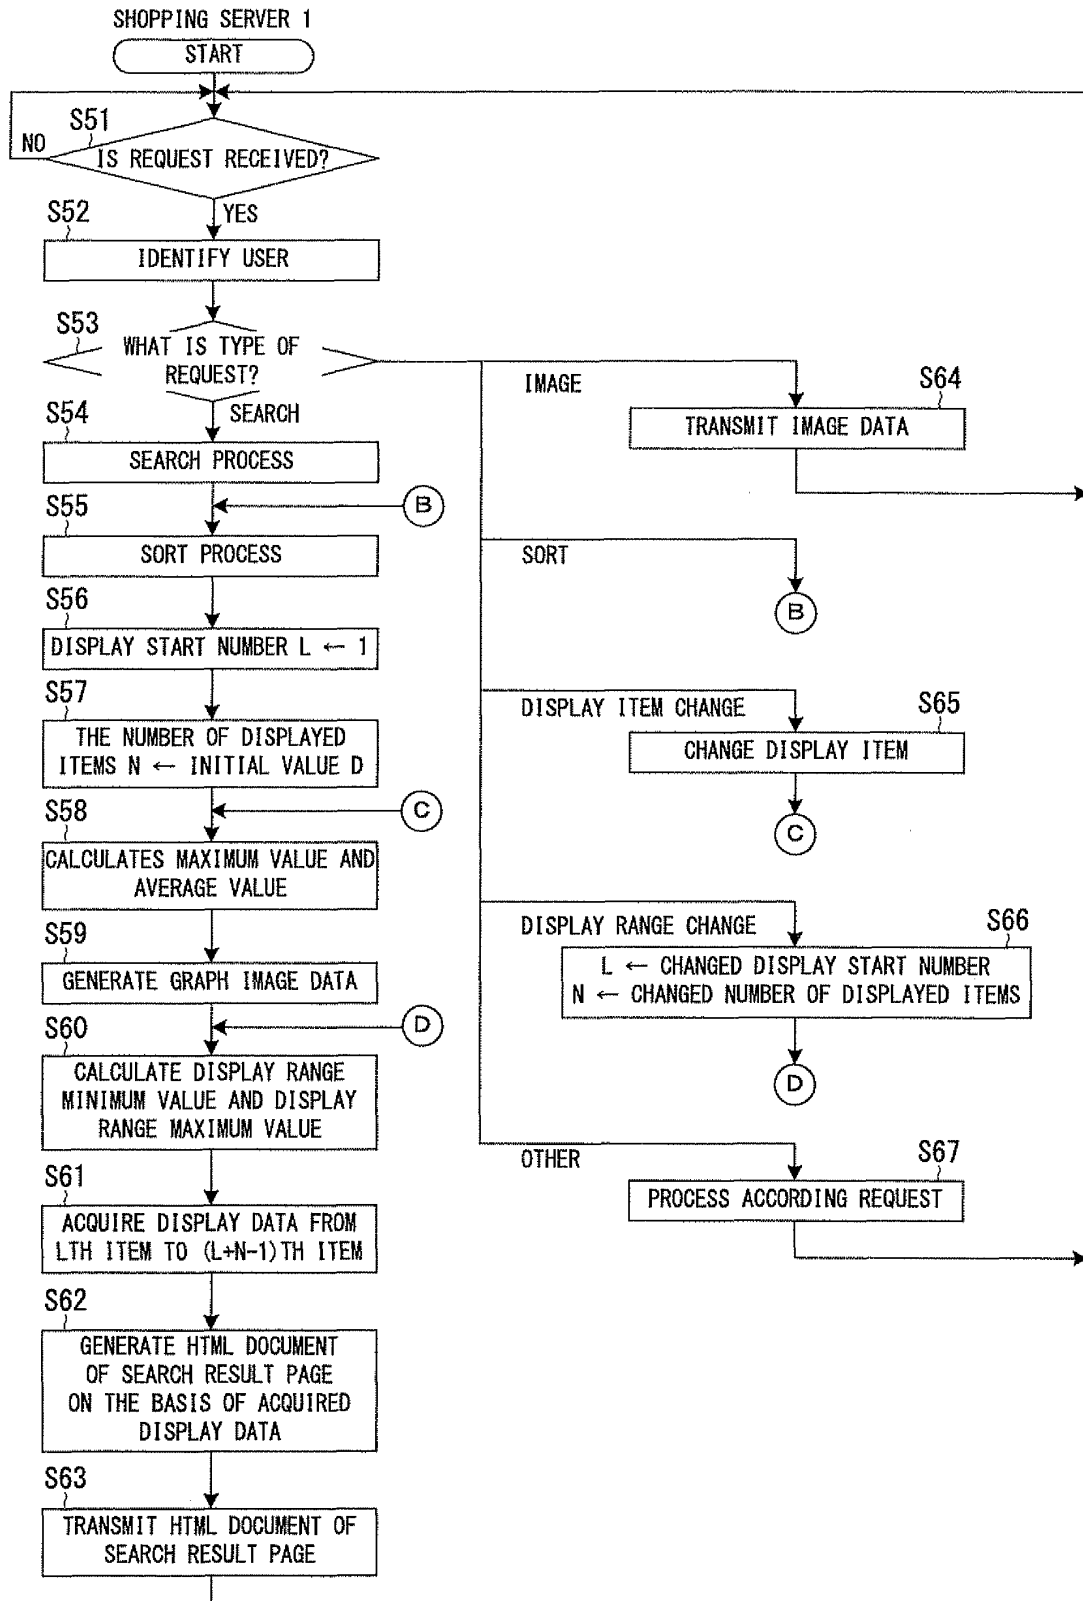 SHOPPING SERVER 1
START
S51
NO
IS REQUEST RECEIVED?
YES
S52
IDENTIFY USER
S53
WHAT IS TYPE OF
REQUEST?
SEARCH
S54
SEARCH PROCESS
B
S55
SORT PROCESS
S56
DISPLAY START NUMBER L ← 1
S57
THE NUMBER OF DISPLAYED
ITEMS N ← INITIAL VALUE D
C
S58
CALCULATES MAXIMUM VALUE AND
AVERAGE VALUE
S59
GENERATE GRAPH IMAGE DATA
D
S60
CALCULATE DISPLAY RANGE
MINIMUM VALUE AND DISPLAY
RANGE MAXIMUM VALUE
S61
ACQUIRE DISPLAY DATA FROM
LTH ITEM TO (L+N-1)TH ITEM
S62
GENERATE HTML DOCUMENT
OF SEARCH RESULT PAGE
ON THE BASIS OF ACQUIRED
DISPLAY DATA
S63
TRANSMIT HTML DOCUMENT OF
SEARCH RESULT PAGE
IMAGE
S64
TRANSMIT IMAGE DATA
SORT
B
DISPLAY ITEM CHANGE
S65
CHANGE DISPLAY ITEM
C
DISPLAY RANGE CHANGE
S66
L ← CHANGED DISPLAY START NUMBER
N ← CHANGED NUMBER OF DISPLAYED ITEMS
D
OTHER
S67
PROCESS ACCORDING REQUEST